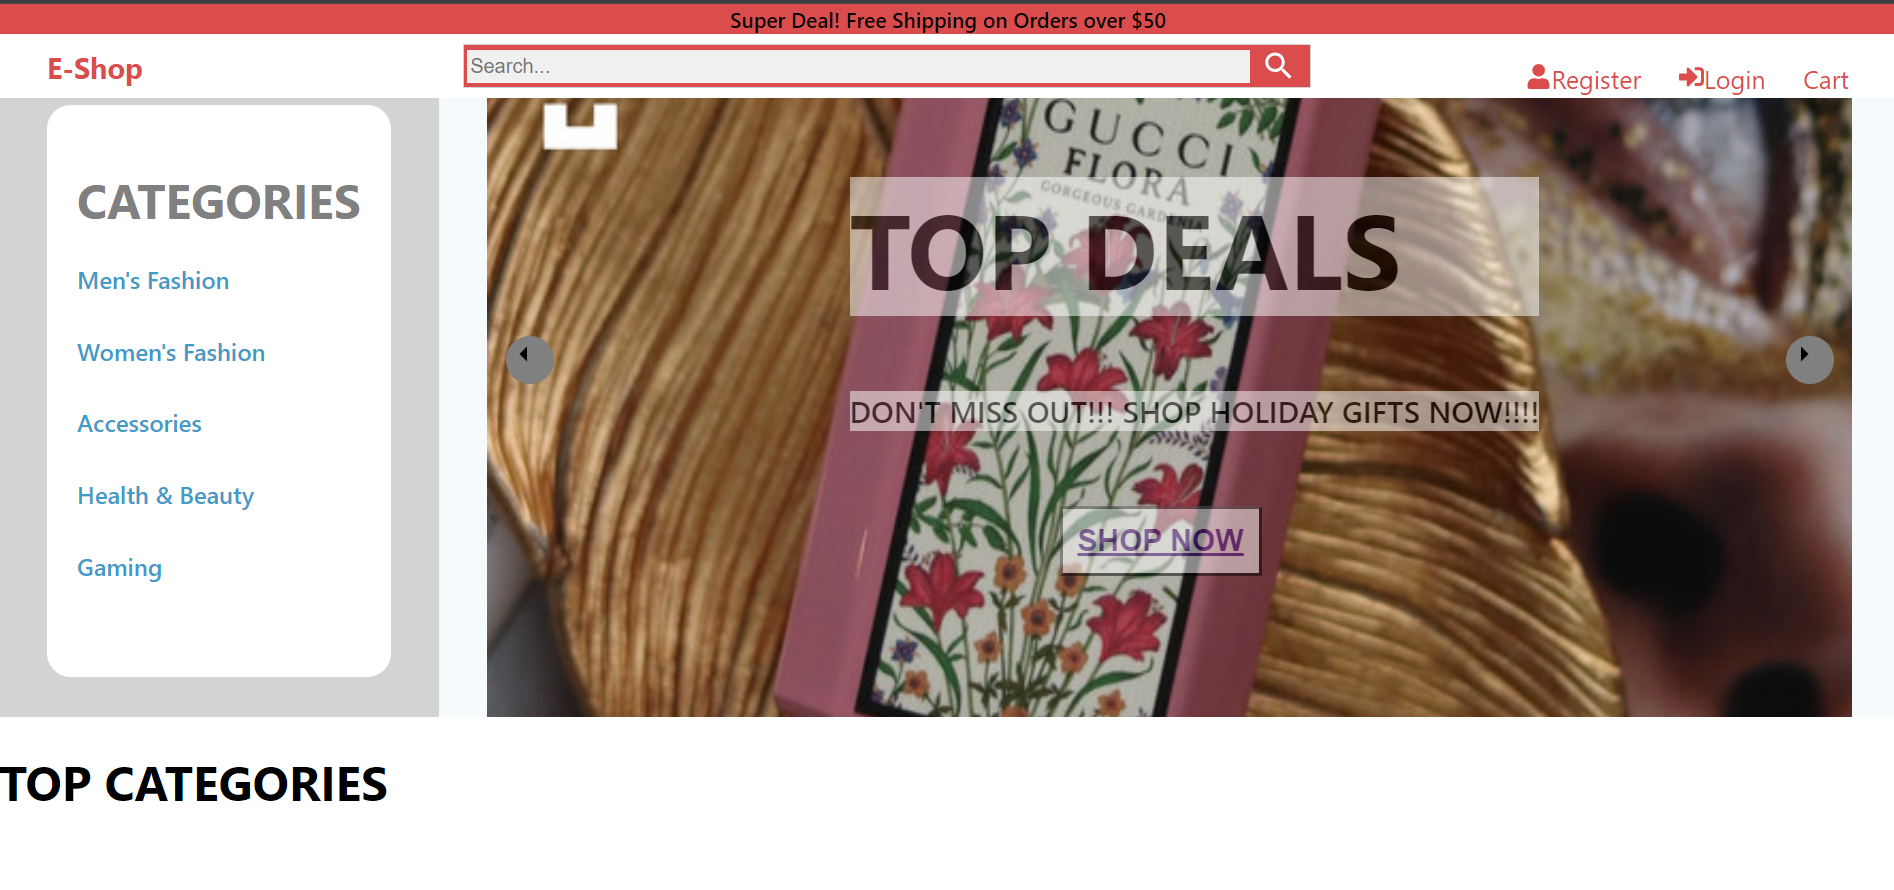 Super Deal! Free Shipping on Orders over $50
E-Shop
Search...
Register
Login
Cart
CATEGORIES
Men's Fashion
Women's Fashion
Accessories
Health & Beauty
Gaming
GUCCI
FLORA
GORGEOUS GARDENIA
TOP DEALS
DON'T MISS OUT!!! SHOP HOLIDAY GIFTS NOW!!!!
SHOP NOW
TOP CATEGORIES